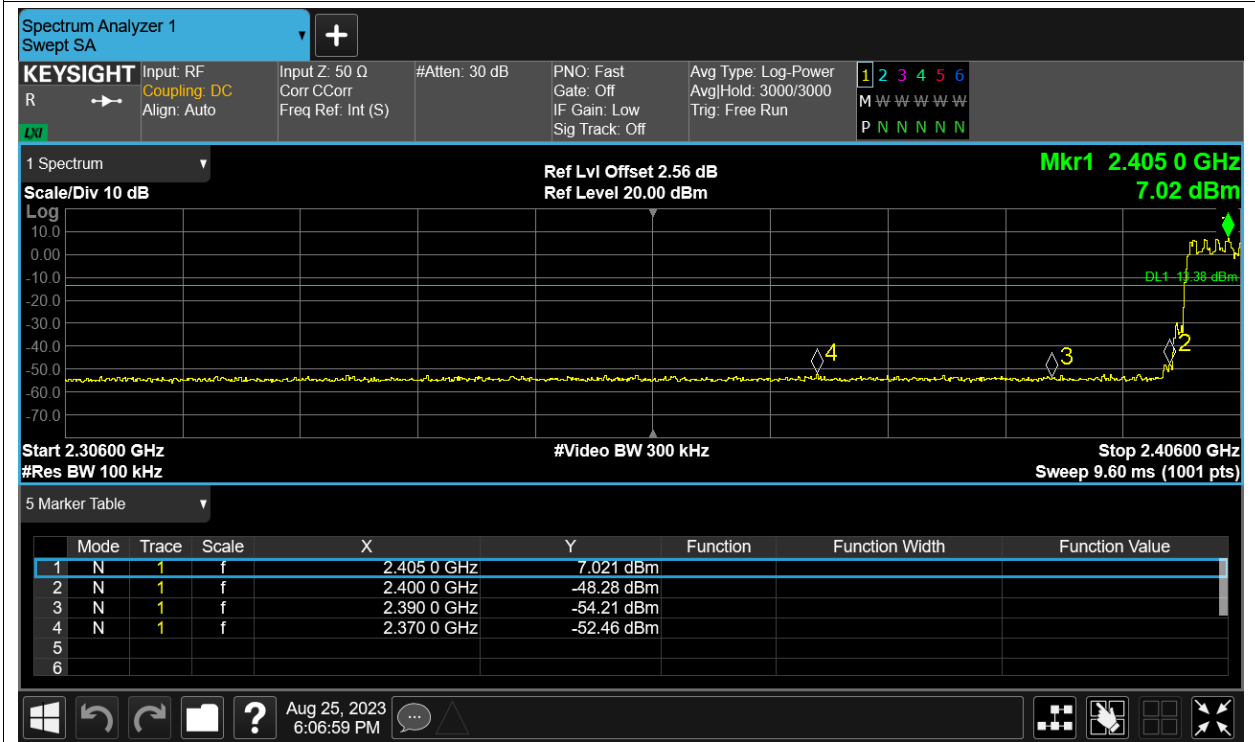 Spectrum Analyzer 1
Swept SA
KEYSIGHT Input: RF Input Z: 50 Ω #Atten: 30 dB PNO: Fast Avg Type: Log-Power 1 2 3 4 5 6
R Coupling: DC Corr CCorr Gate: Off Avg|Hold: 3000/3000 M W W W W W
Align: Auto Freq Ref: Int (S) IF Gain: Low Trig: Free Run
LXI Sig Track: Off P N N N N N
1 Spectrum Ref Lvl Offset 2.56 dB Mkr1 2.405 0 GHz
Scale/Div 10 dB Ref Level 20.00 dBm 7.02 dBm
Log
10.0
0.00
-10.0 DL1 -13.38 dBm
-20.0
-30.0
-40.0 4 3 2
-50.0
-60.0
-70.0
Start 2.30600 GHz #Video BW 300 kHz Stop 2.40600 GHz
#Res BW 100 kHz Sweep 9.60 ms (1001 pts)
5 Marker Table
Mode Trace Scale X Y Function Function Width Function Value
1 N 1 f 2.405 0 GHz 7.021 dBm
2 N 1 f 2.400 0 GHz -48.28 dBm
3 N 1 f 2.390 0 GHz -54.21 dBm
4 N 1 f 2.370 0 GHz -52.46 dBm
5
6
? Aug 25, 2023
6:06:59 PM